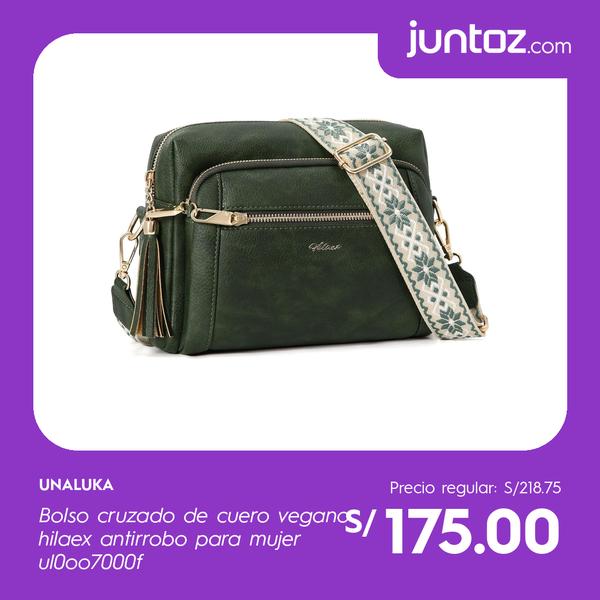 juntoz.com
Hilaex
UNALUKA
Bolso cruzado de cuero vegano
hilaex antirrobo para mujer
ul0oo7000f
Precio regular: S/218.75
S/175.00